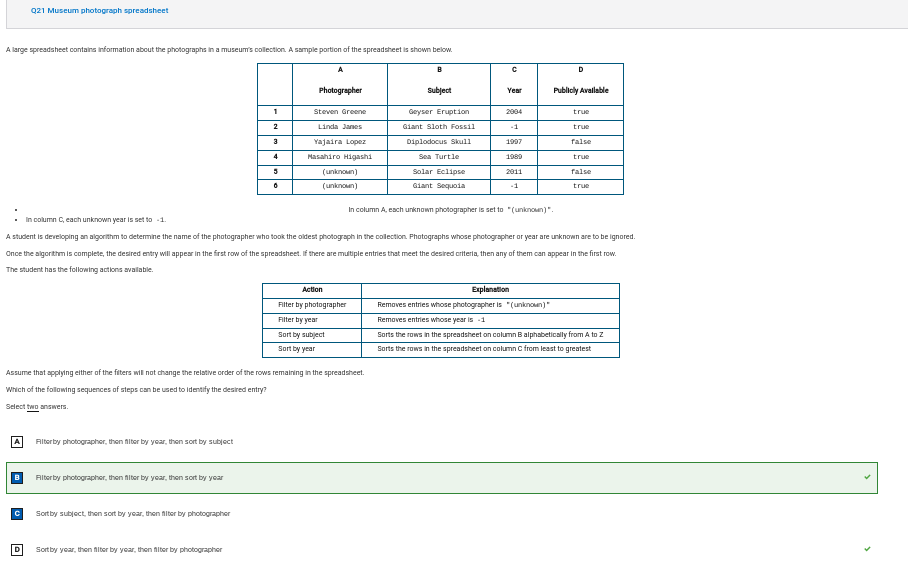 Q21 Museum photograph spreadsheet
A large spreadsheet contains information about the photographs in a museum's collection. A sample portion of the spreadsheet is shown below.
A B C D
Photographer Subject Year Publicly Available
1 Steven Greene Geyser Eruption 2004 true
2 Linda James Giant Sloth Fossil -1 true
3 Yajaira Lopez Diplodocus Skull 1997 false
4 Masahiro Higashi Sea Turtle 1989 true
5 (unknown) Solar Eclipse 2011 false
6 (unknown) Giant Sequoia -1 true
• In column A, each unknown photographer is set to "(unknown)".
• In column C, each unknown year is set to -1.
A student is developing an algorithm to determine the name of the photographer who took the oldest photograph in the collection. Photographs whose photographer or year are unknown are to be ignored.
Once the algorithm is complete, the desired entry will appear in the first row of the spreadsheet. If there are multiple entries that meet the desired criteria, then any of them can appear in the first row.
The student has the following actions available.
Action Explanation
Filter by photographer Removes entries whose photographer is "(unknown)"
Filter by year Removes entries whose year is -1
Sort by subject Sorts the rows in the spreadsheet on column B alphabetically from A to Z
Sort by year Sorts the rows in the spreadsheet on column C from least to greatest
Assume that applying either of the filters will not change the relative order of the rows remaining in the spreadsheet.
Which of the following sequences of steps can be used to identify the desired entry?
Select two answers.
A Filter by photographer, then filter by year, then sort by subject
B Filter by photographer, then filter by year, then sort by year
C Sort by subject, then sort by year, then filter by photographer
D Sort by year, then filter by year, then filter by photographer